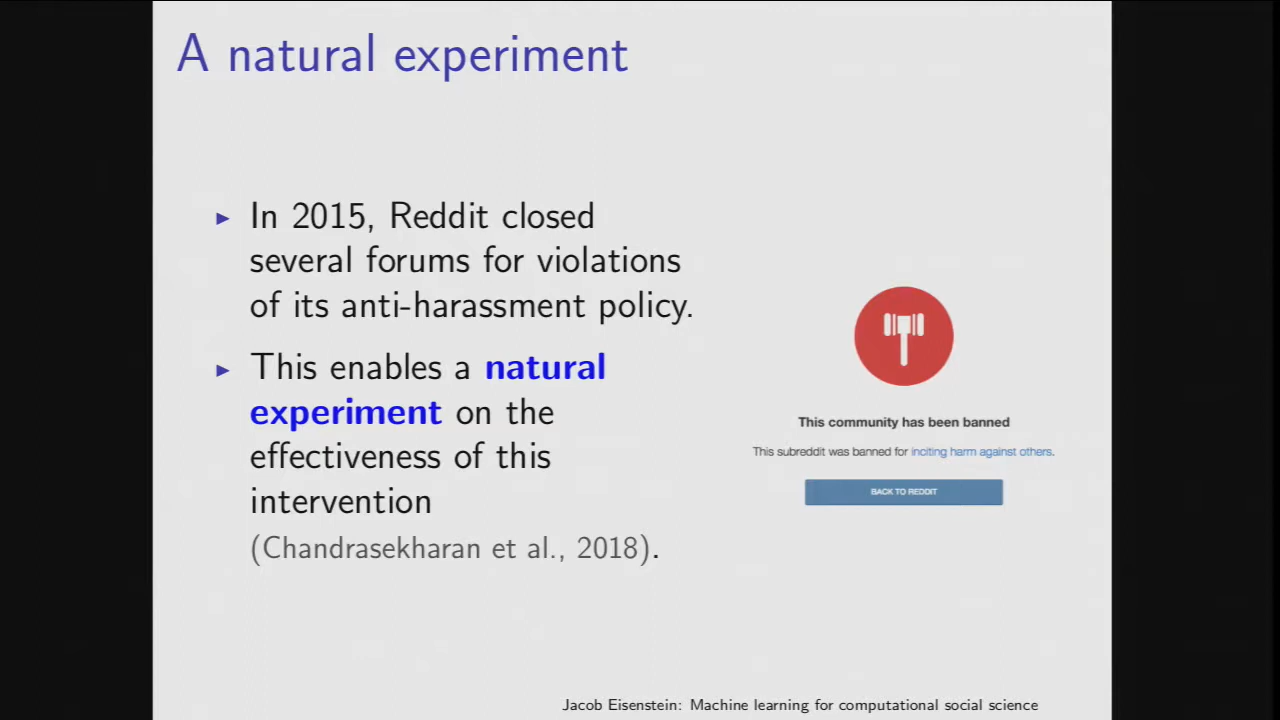 A natural experiment
In 2015, Reddit closed
several forums for violations
of its anti-harassment policy.
This enables a natural
experiment on the
effectiveness of this
intervention
(Chandrasekharan et al., 2018).
This community has been banned
This subreddit was banned for inciting harm against others.
BACK TO REDDIT
Jacob Eisenstein: Machine learning for computational social science